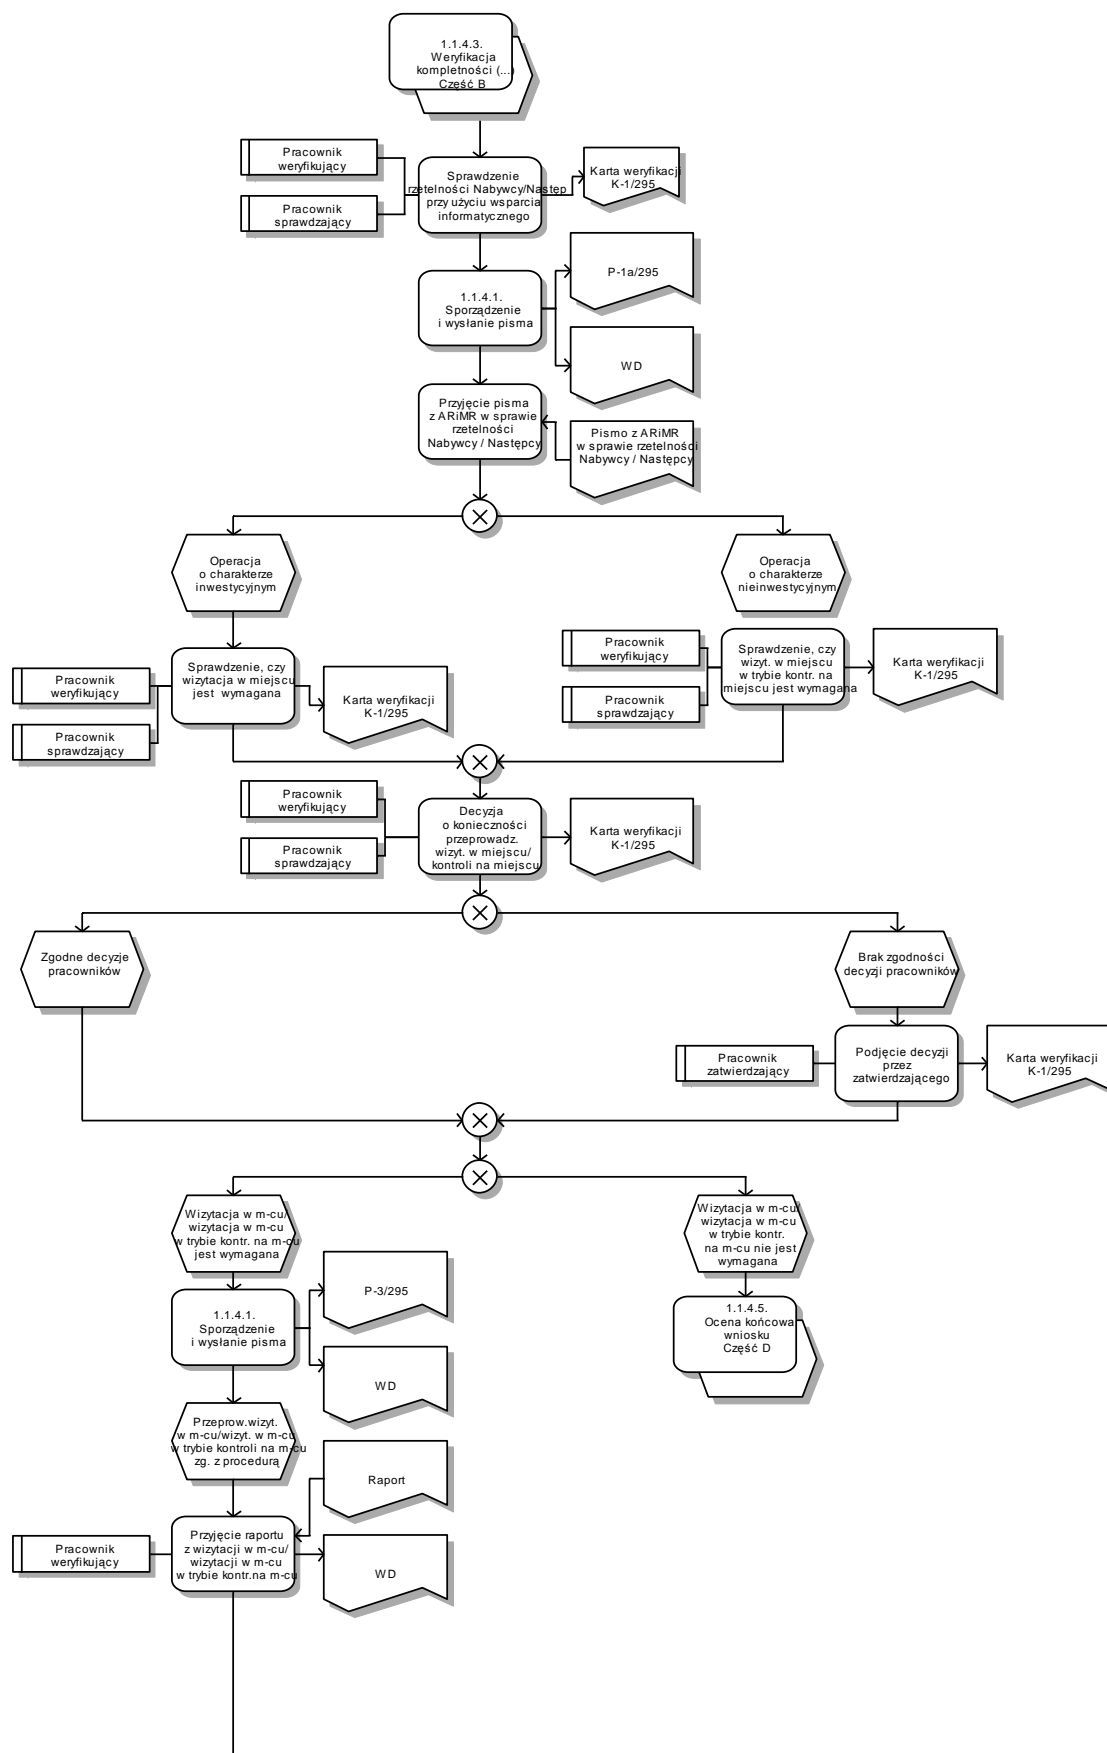 1.1.4.3.
Weryfikacja
kompletności (...)
Część B
Pracownik
weryfikujący
Pracownik
sprawdzający
Sprawdzenie
rzetelności Nabywcy/Następ
przy użyciu wsparcia
informatycznego
Karta weryfikacji
K-1/295
1.1.4.1.
Sporządzenie
i wysłanie pisma
P-1a/295
WD
Przyjęcie pisma
z ARiMR w sprawie
rzetelności
Nabywcy / Następcy
Pismo z ARiMR
w sprawie rzetelności
Nabywcy / Następcy
Operacja
o charakterze
inwestycyjnym
Operacja
o charakterze
nieinwestycyjnym
Pracownik
weryfikujący
Pracownik
sprawdzający
Sprawdzenie, czy
wizytacja w miejscu
jest wymagana
Karta weryfikacji
K-1/295
Pracownik
weryfikujący
Pracownik
sprawdzający
Sprawdzenie, czy
wizyt. w miejscu
w trybie kontr. na
miejscu jest wymagana
Karta weryfikacji
K-1/295
Pracownik
weryfikujący
Pracownik
sprawdzający
Decyzja
o konieczności
przeprowadz.
wizyt. w miejscu/
kontroli na miejscu
Karta weryfikacji
K-1/295
Zgodne decyzje
pracowników
Brak zgodności
decyzji pracowników
Pracownik
zatwierdzający
Podjęcie decyzji
przez
zatwierdzającego
Karta weryfikacji
K-1/295
Wizytacja w m-cu/
wizytacja w m-cu
w trybie kontr. na m-cu
jest wymagana
Wizytacja w m-cu/
wizytacja w m-cu
w trybie kontr.
na m-cu nie jest
wymagana
1.1.4.1.
Sporządzenie
i wysłanie pisma
P-3/295
WD
1.1.4.5.
Ocena końcowa
wniosku
Część D
Przeprow.wizyt.
w m-cu/wizyt. w m-cu
w trybie kontroli na m-cu
zg. z procedurą
Raport
Pracownik
weryfikujący
Przyjęcie raportu
z wizytacji w m-cu/
wizytacji w m-cu
w trybie kontr.na m-cu
WD